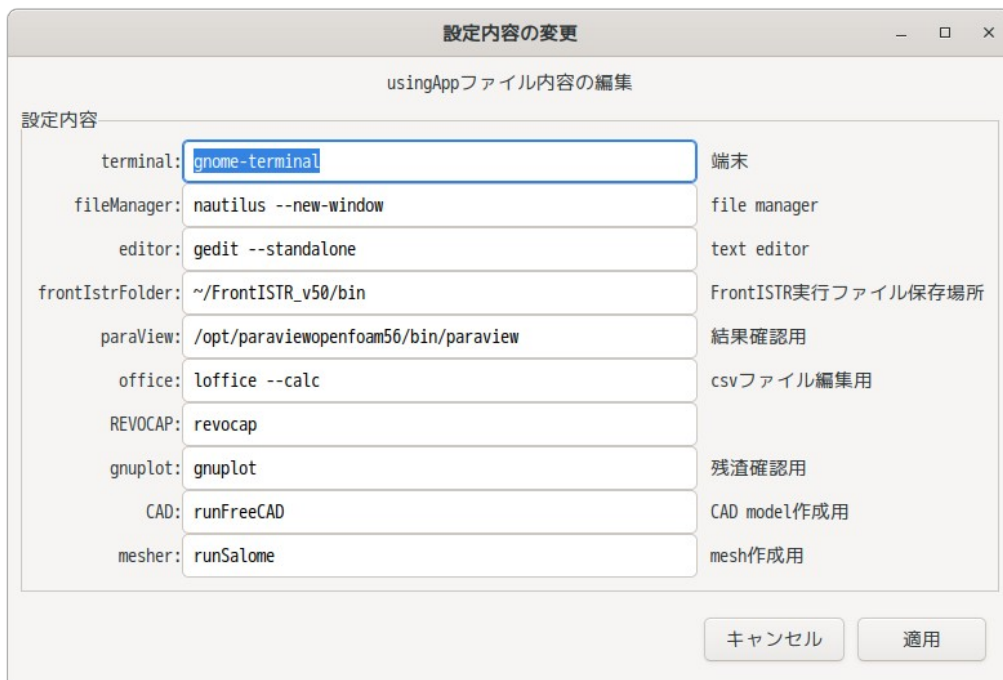 設定内容の変更
usingAppファイル内容の編集
設定内容
terminal: gnome-terminal 端末
fileManager: nautilus --new-window file manager
editor: gedit --standalone text editor
frontIstrFolder: ~/FrontISTR_v50/bin FrontISTR実行ファイル保存場所
paraView: /opt/paraviewopenfoam56/bin/paraview 結果確認用
office: loffice --calc csvファイル編集用
REVOCAP: revocap
gnuplot: gnuplot 残渣確認用
CAD: runFreeCAD CAD model作成用
mesher: runSalome mesh作成用
キャンセル 適用